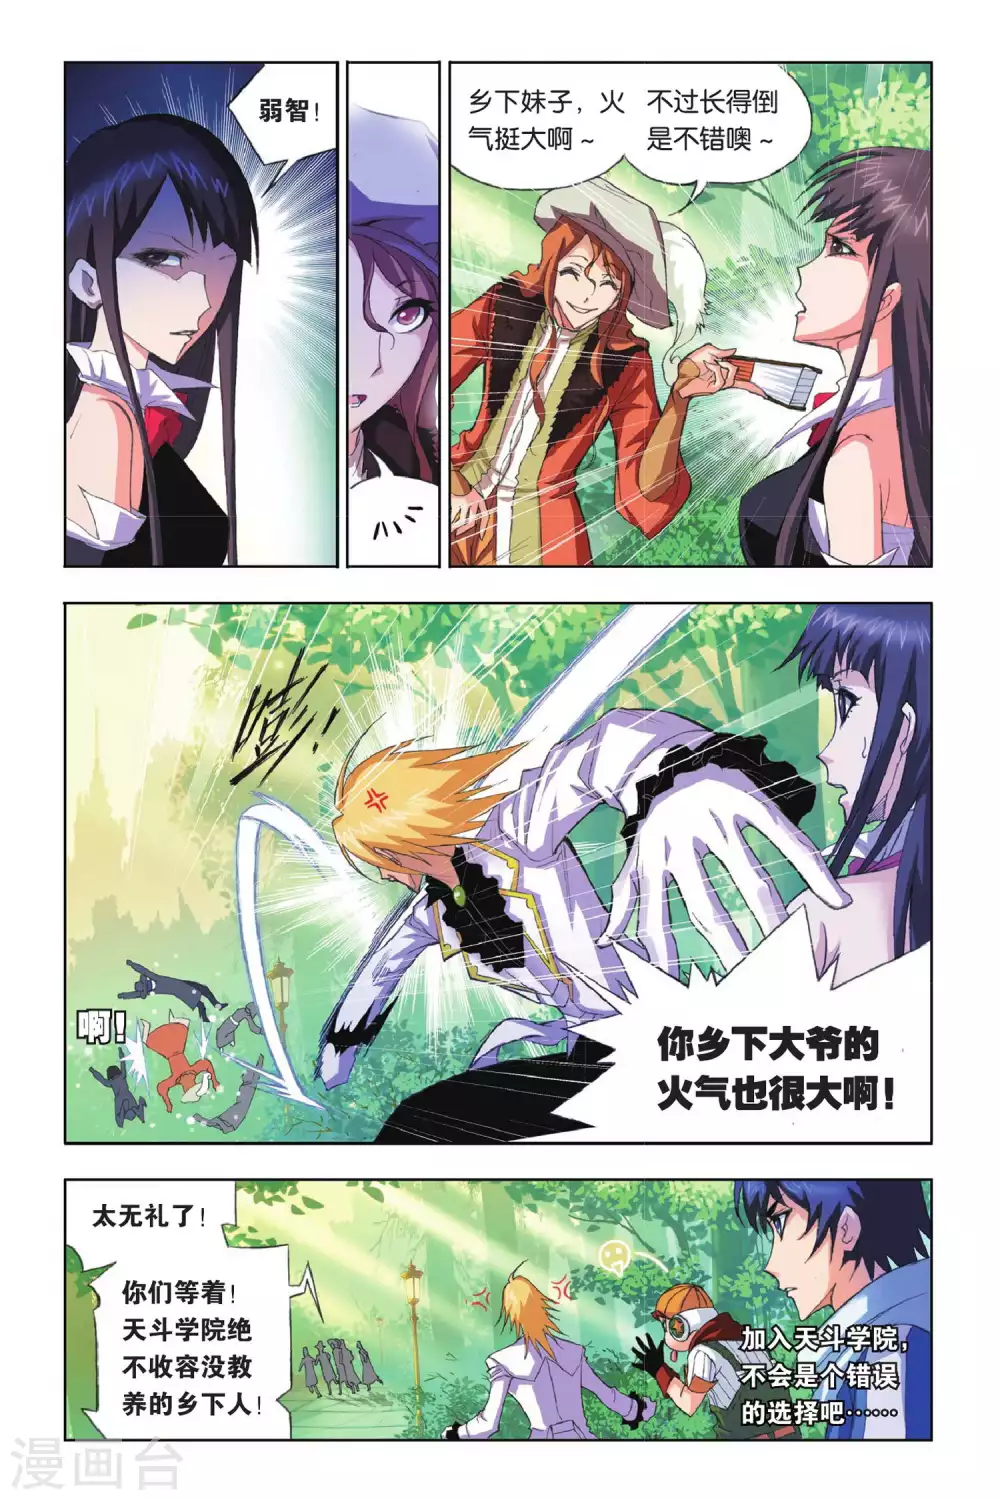 弱智！
乡下妹子，火
气挺大啊～
不过长得倒
是不错噢～
嘭！
啊！
你乡下大爷的
火气也很大啊！
太无礼了！
你们等着！
天斗学院绝
不收容没教
养的乡下人！
加入天斗学院，
不会是个错误
的选择吧……
漫画台